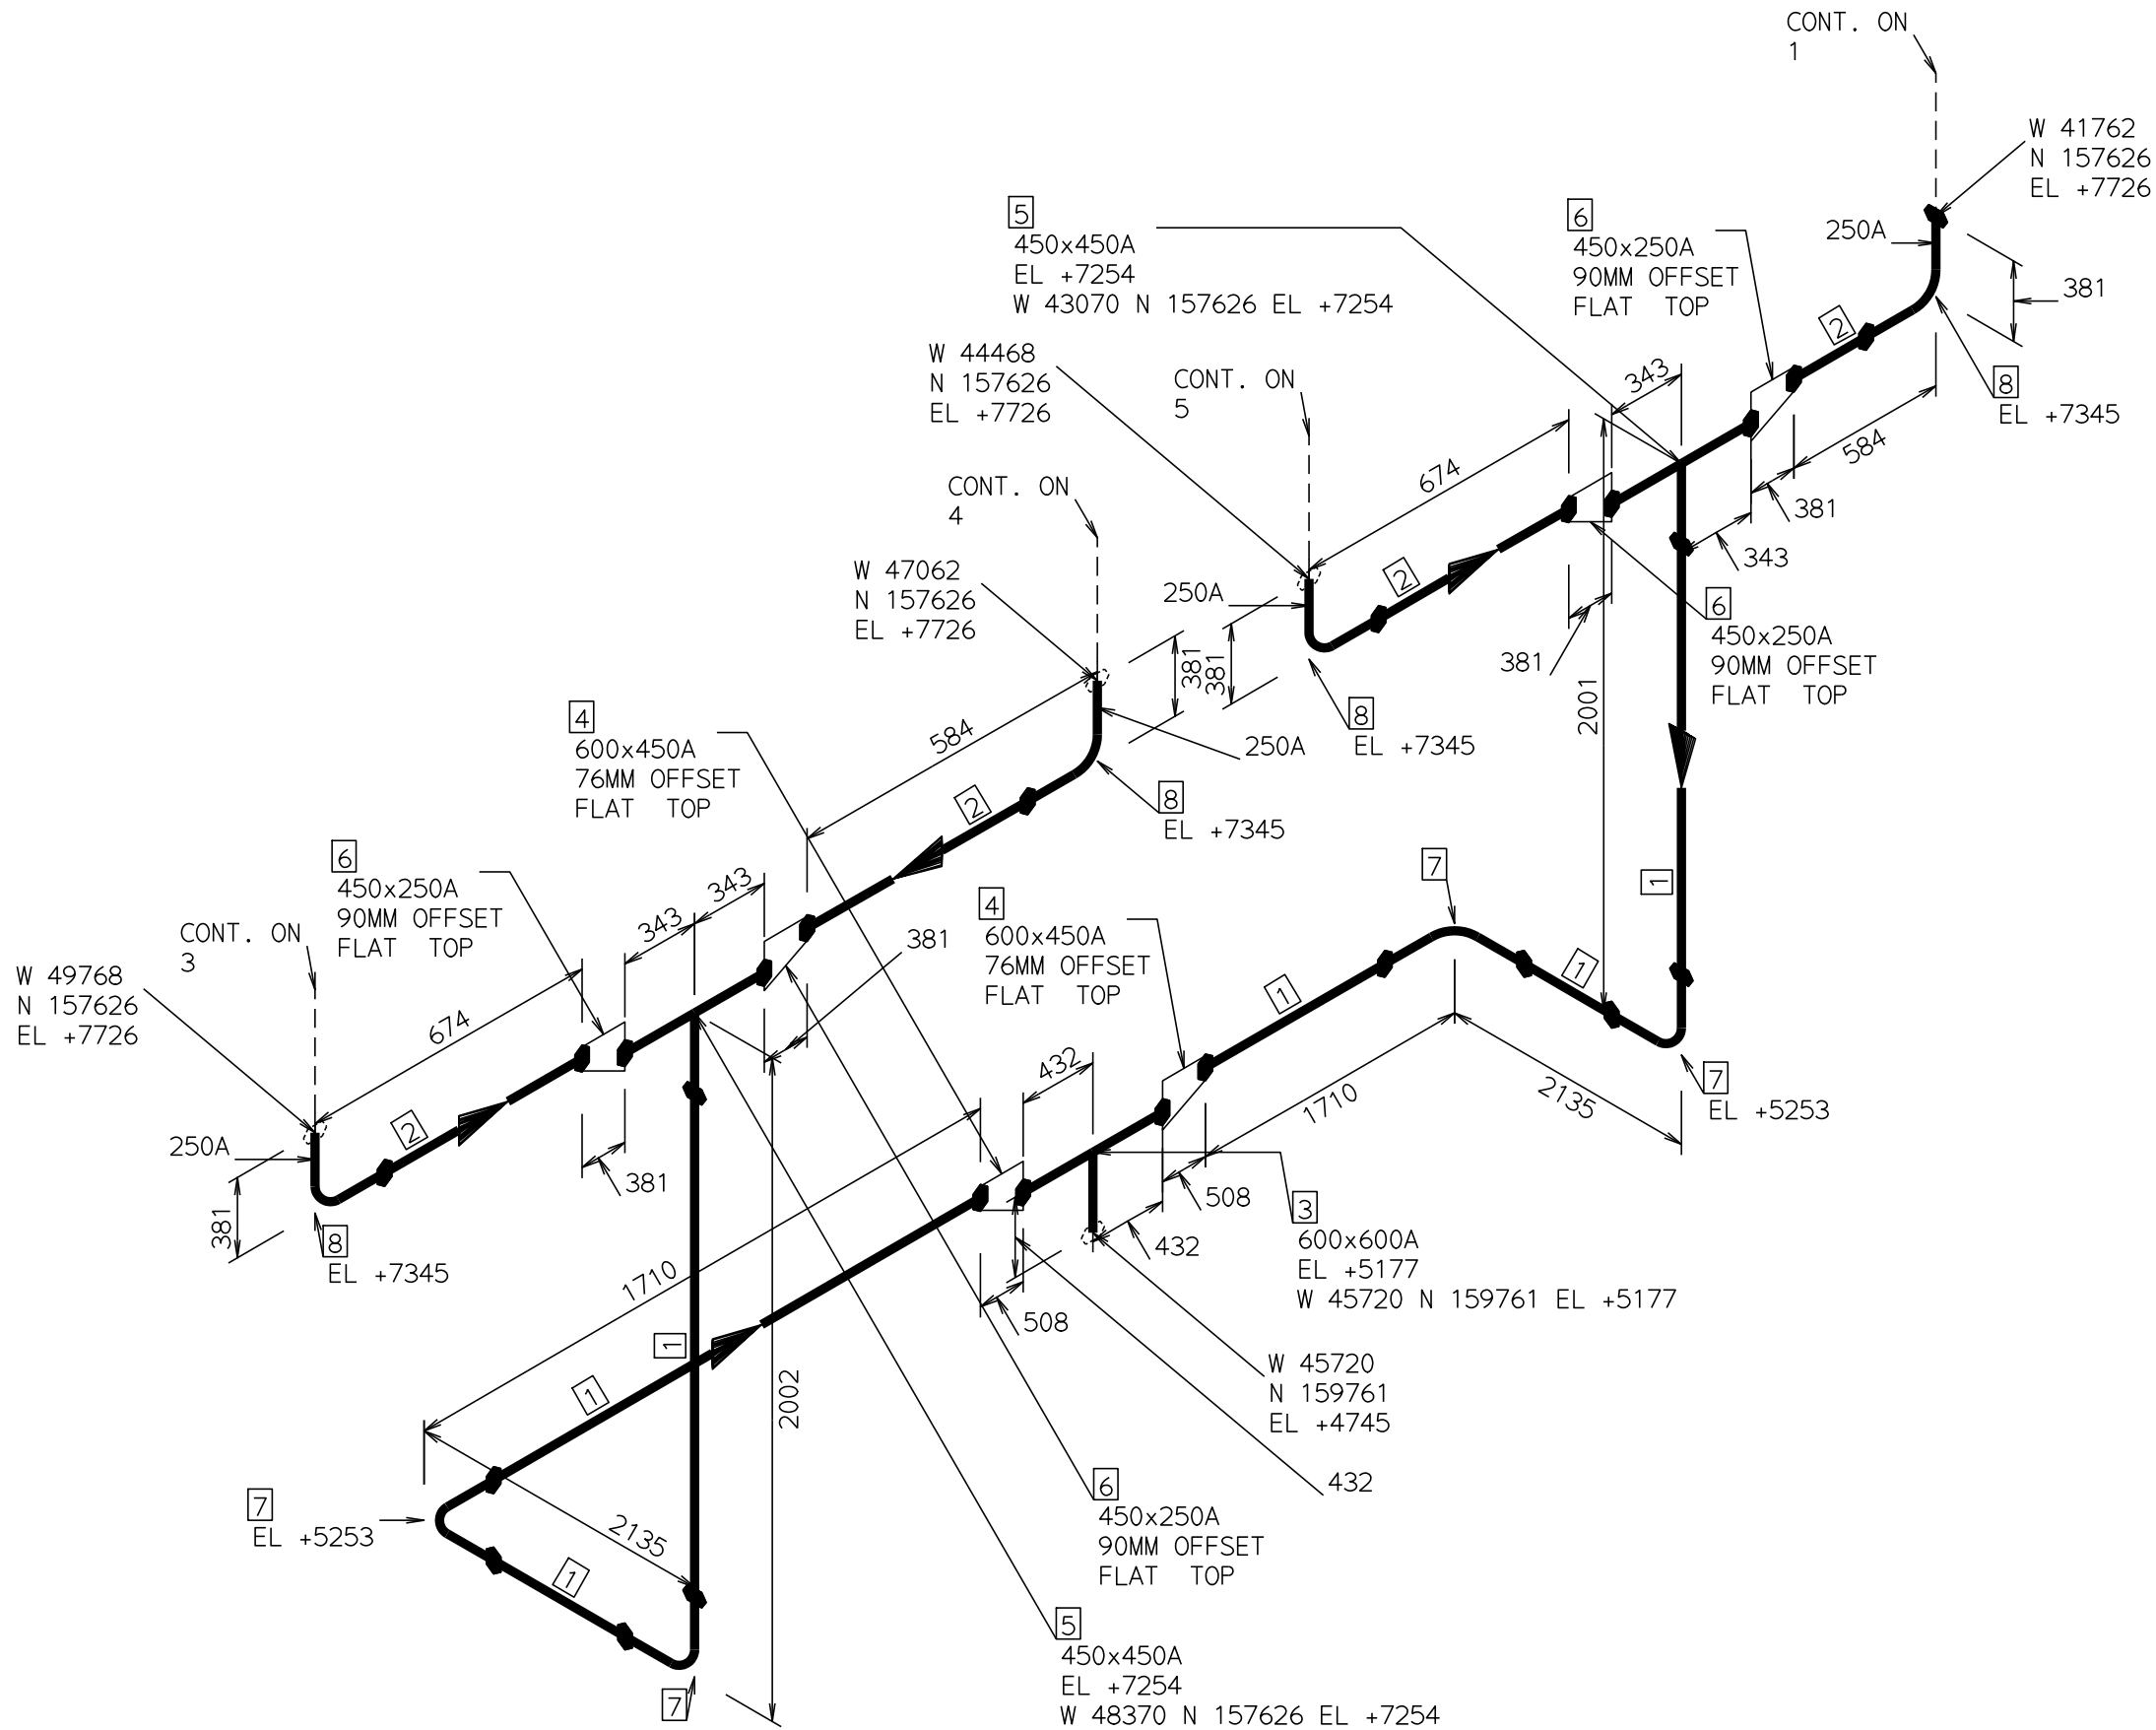 CONT. ON
1
W 41762
N 157626
EL +7726
5
450x450A
EL +7254
W 43070 N 157626 EL +7254
6
450x250A
90MM OFFSET
FLAT TOP
250A
381
2
8
EL +7345
584
343
381
343
W 44468
N 157626
EL +7726
CONT. ON
5
674
250A
2
381
381
8
EL +7345
6
450x250A
90MM OFFSET
FLAT TOP
2001
CONT. ON
4
W 47062
N 157626
EL +7726
381
250A
584
2
8
EL +7345
4
600x450A
76MM OFFSET
FLAT TOP
6
450x250A
90MM OFFSET
FLAT TOP
343
343
381
CONT. ON
3
W 49768
N 157626
EL +7726
674
250A
2
381
381
8
EL +7345
4
600x450A
76MM OFFSET
FLAT TOP
7
1
1
1
432
1710
2135
7
EL +5253
508
432
3
600x600A
EL +5177
W 45720 N 159761 EL +5177
1710
508
W 45720
N 159761
EL +4745
432
1
1
2002
6
450x250A
90MM OFFSET
FLAT TOP
7
EL +5253
2135
1
5
450x450A
EL +7254
W 48370 N 157626 EL +7254
7